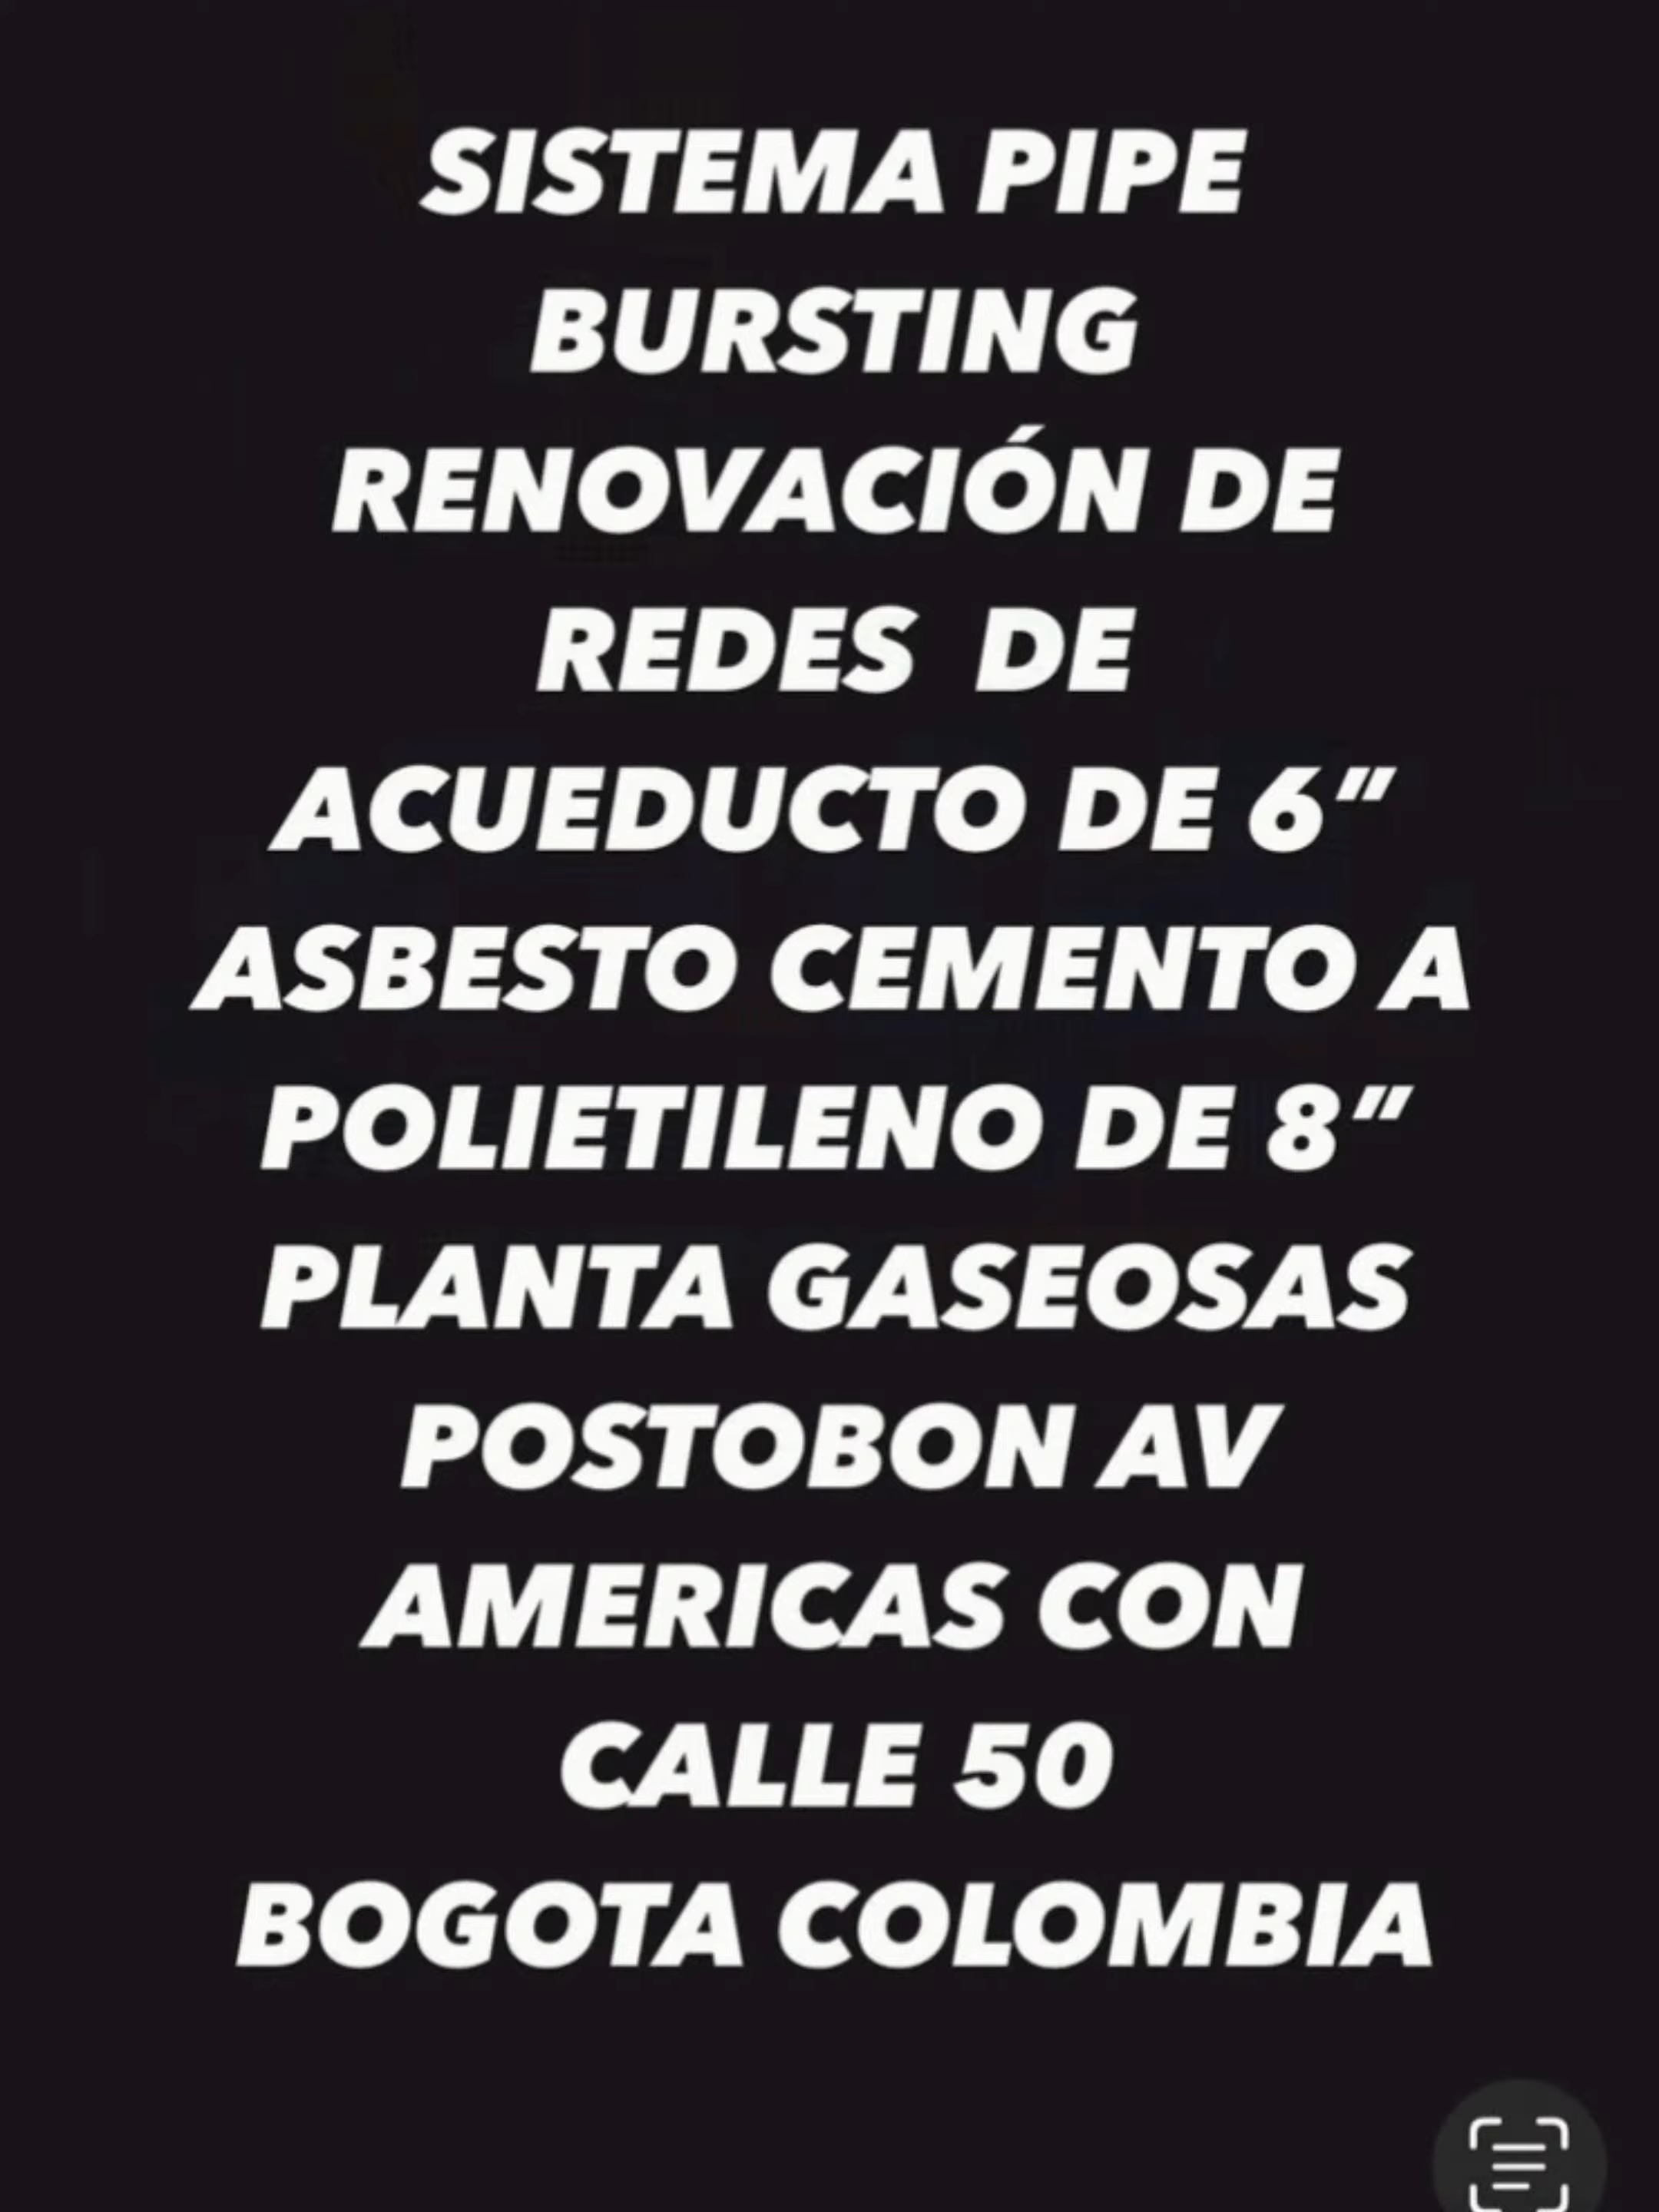 SISTEMA PIPE
BURSTING
RENOVACIÓN DE
REDES  DE
ACUEDUCTO DE 6”
ASBESTO CEMENTO A
POLIETILENO DE 8”
PLANTA GASEOSAS
POSTOBON AV
AMERICAS CON
CALLE 50
BOGOTA COLOMBIA